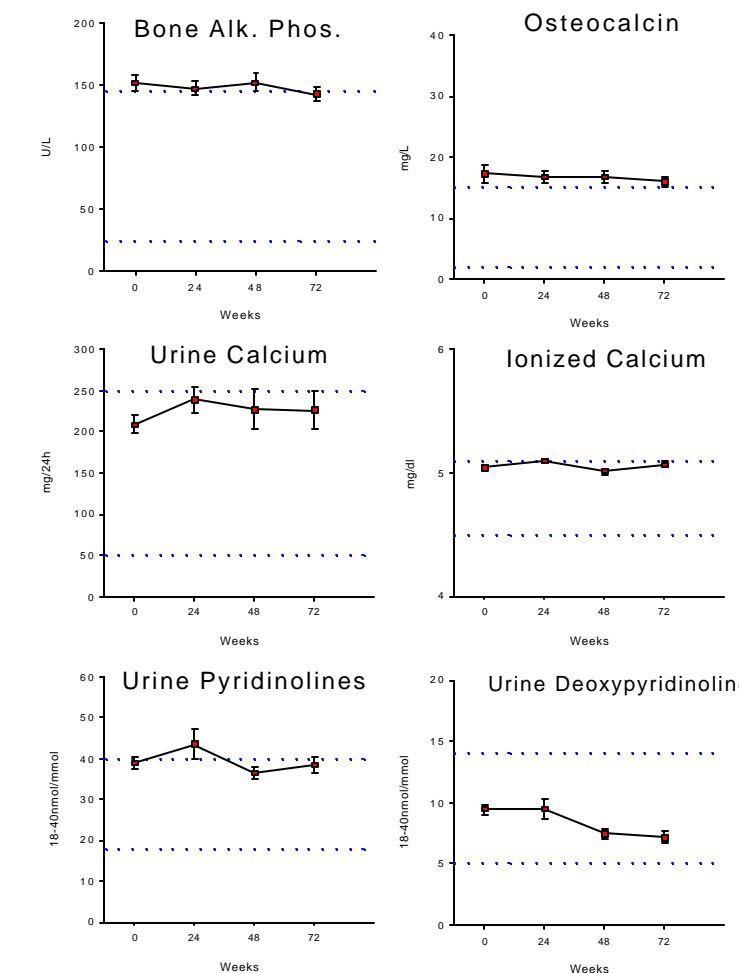 Bone Alk. Phos.
200
150
100
50
0
U/L
0 24 48 72
Weeks
Osteocalcin
40
30
20
10
0
mg/L
0 24 48 72
Weeks
Urine Calcium
300
250
200
150
100
50
0
mg/24h
0 24 48 72
Weeks
Ionized Calcium
6
5
4
mg/dl
0 24 48 72
Weeks
Urine Pyridinolines
60
50
40
30
20
10
0
18-40nmol/mmol
0 24 48 72
Weeks
Urine Deoxypyridinolin
20
15
10
5
0
18-40nmol/mmol
0 24 48 72
Weeks